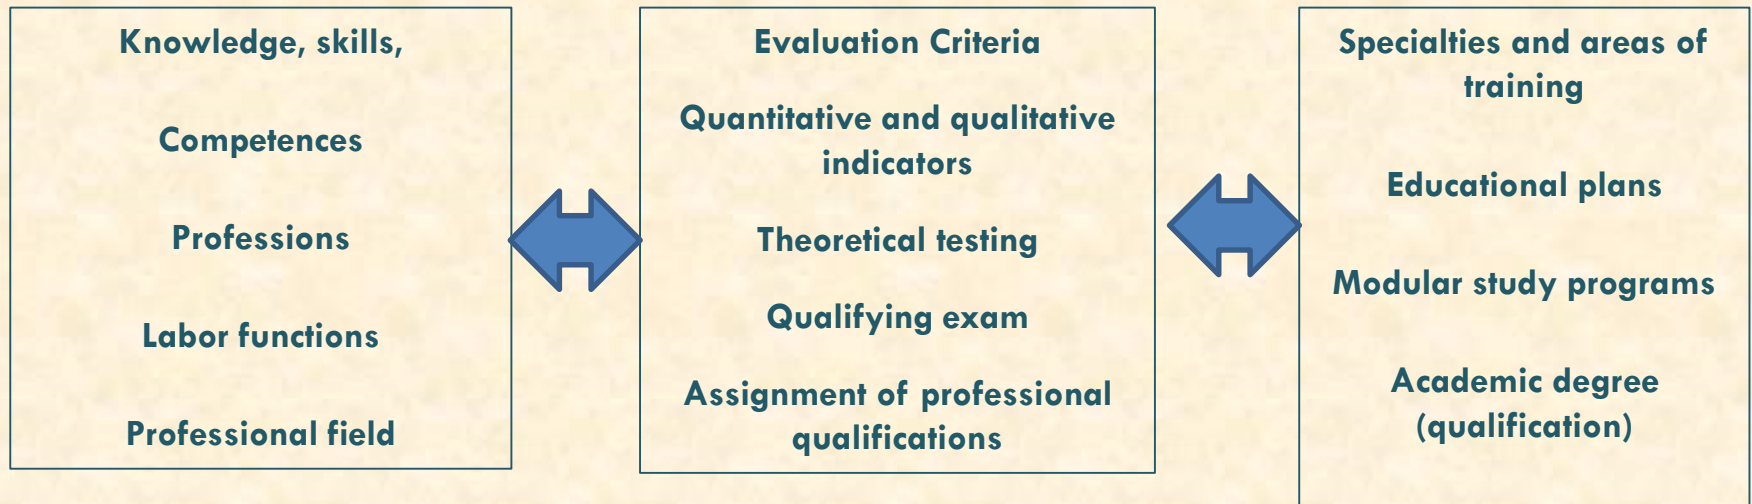 Knowledge, skills,
Competences
Professions
Labor functions
Professional field
Evaluation Criteria
Quantitative and qualitative
indicators
Theoretical testing
Qualifying exam
Assignment of professional
qualifications
Specialties and areas of
training
Educational plans
Modular study programs
Academic degree
(qualification)